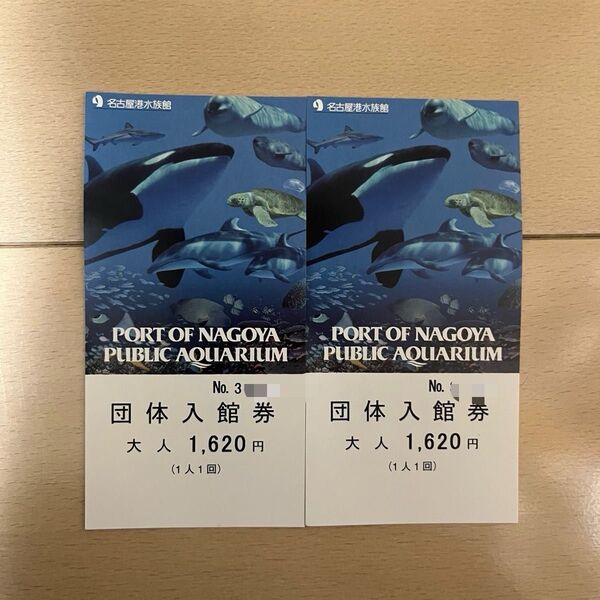 名古屋港水族館
PORT OF NAGOYA
PUBLIC AQUARIUM
No. 3
団体入館券
大人 1,620円
（1人1回）
名古屋港水族館
PORT OF NAGOYA
PUBLIC AQUARIUM
No.
団体入館券
大人 1,620円
（1人1回）